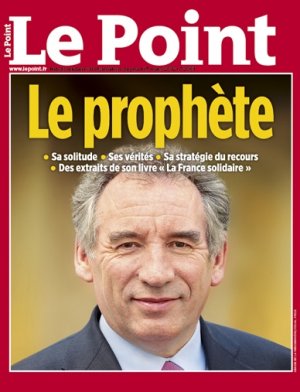 Le Point
Le Point
www.lepoint.fr
Le prophète
• Sa solitude • Ses vérités • Sa stratégie du recours
• Des extraits de son livre « La France solidaire »